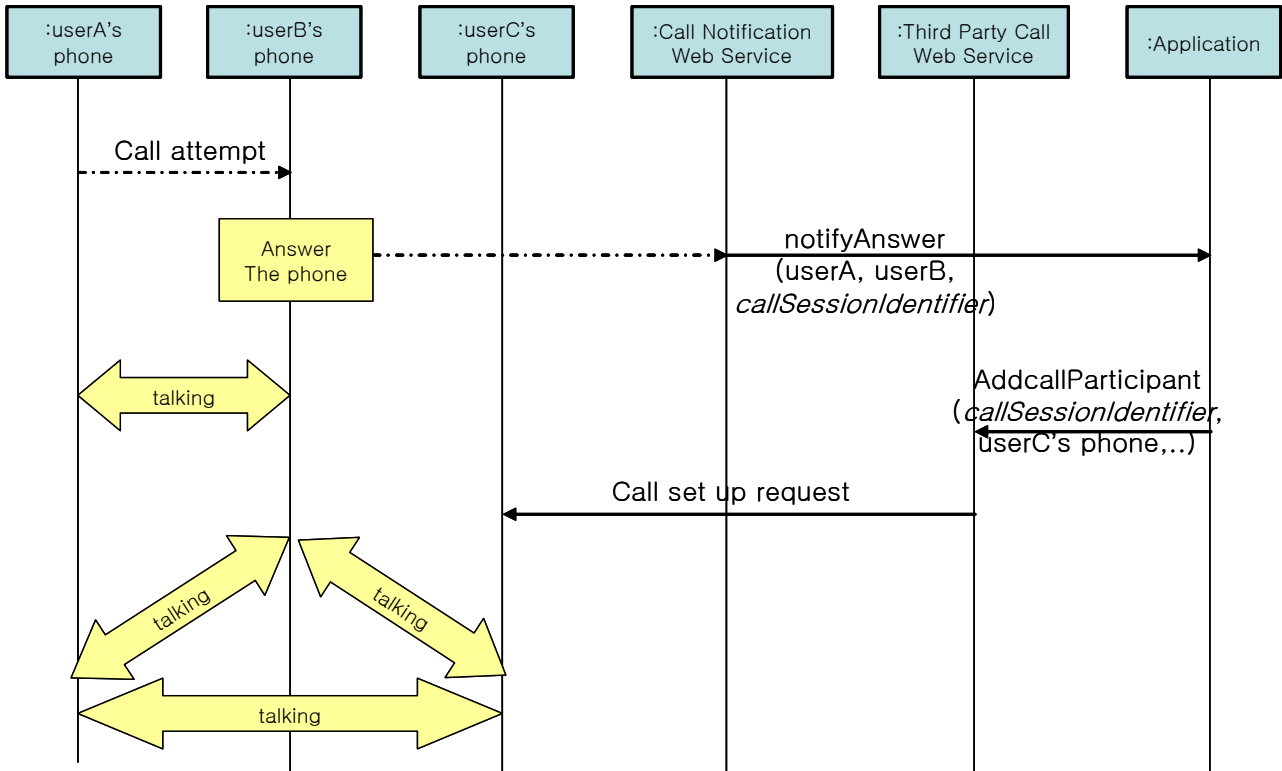 :userA's
phone
:userB's
phone
:userC's
phone
:Call Notification
Web Service
:Third Party Call
Web Service
:Application
Call attempt
Answer
The phone
notifyAnswer
(userA, userB,
callSessionIdentifier)
talking
AddcallParticipant
(callSessionIdentifier,
userC's phone,..)
Call set up request
talking
talking
talking